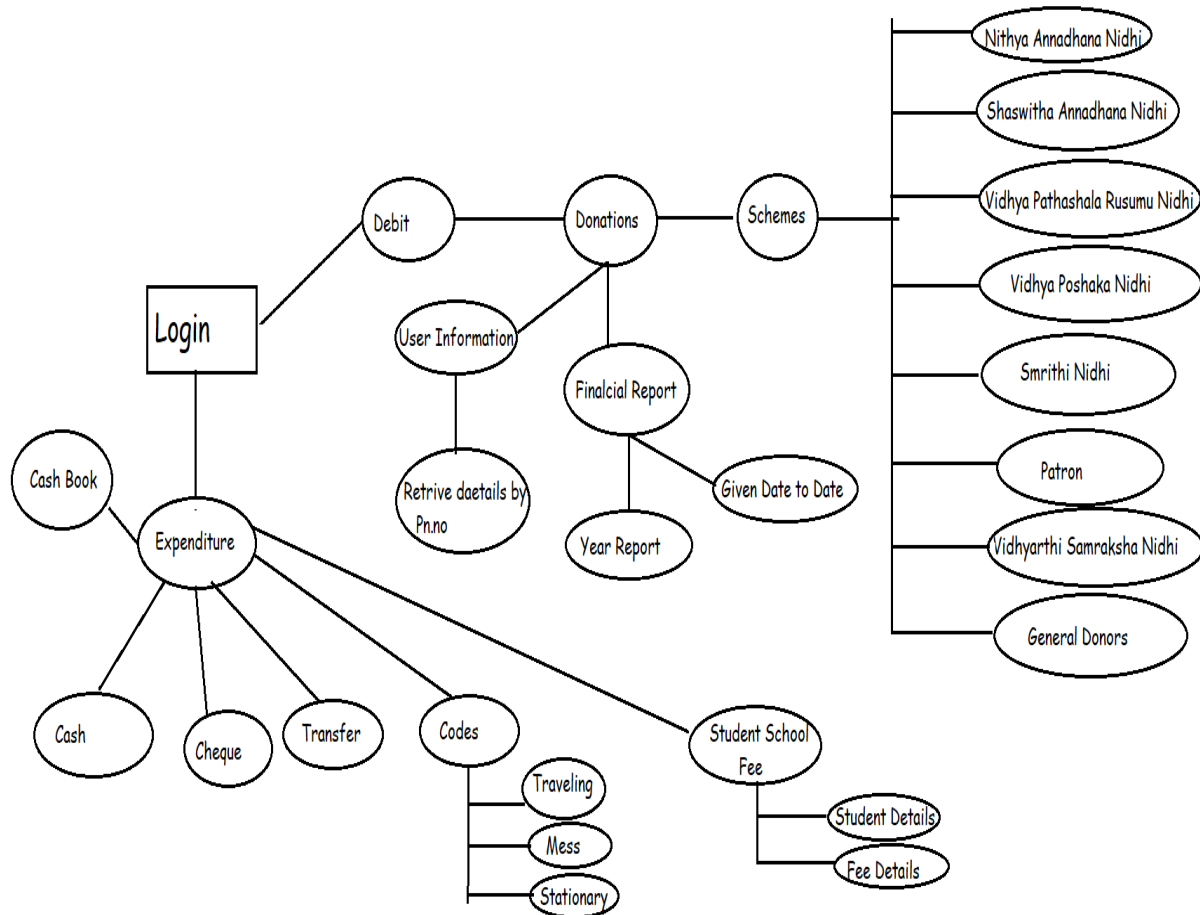 Nithya Annadhana Nidhi
Shaswitha Annadhana Nidhi
Vidhya Pathashala Rusumu Nidhi
Debit
Donations
Schemes
Vidhya Poshaka Nidhi
Login
User Information
Smrithi Nidhi
Finalcial Report
Cash Book
Retrive daetails by
Pn.no
Given Date to Date
Patron
Expenditure
Year Report
Vidhyarthi Samraksha Nidhi
General Donors
Cash
Cheque
Transfer
Codes
Student School
Fee
Traveling
Mess
Stationary
Student Details
Fee Details